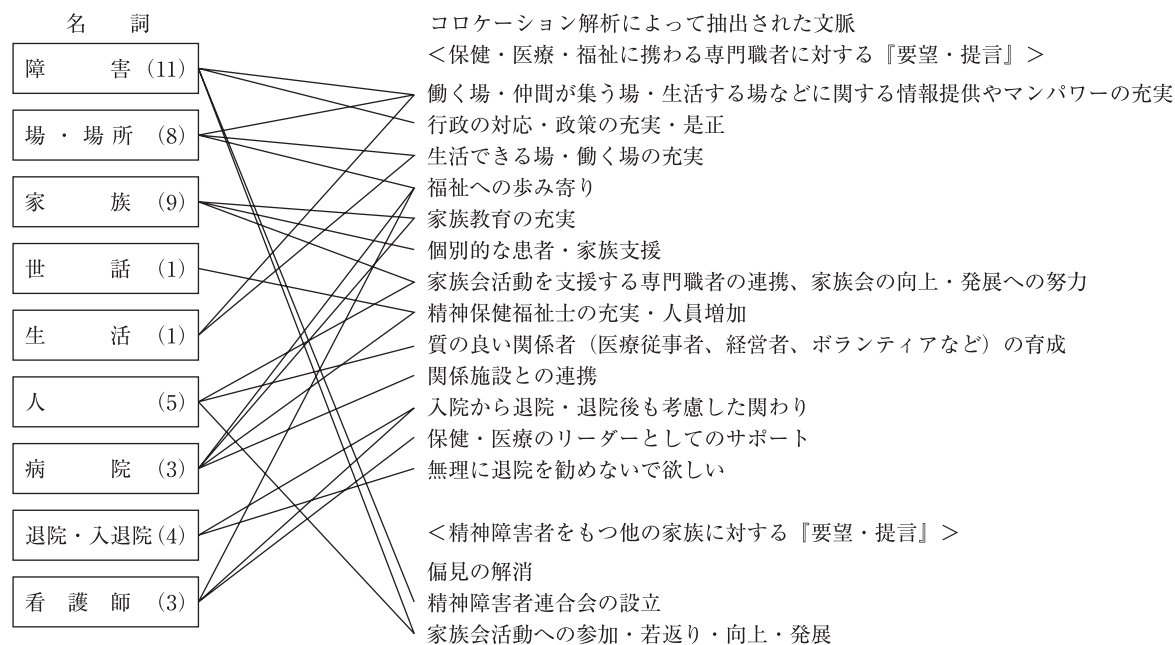 名 詞
障 害 (11)
場・場所 (8)
家 族 (9)
世 話 (1)
生 活 (1)
人 (5)
病 院 (3)
退院・入退院 (4)
看 護 師 (3)
コロケーション解析によって抽出された文脈
＜保健・医療・福祉に携わる専門職者に対する『要望・提言』＞
働く場・仲間が集う場・生活する場などに関する情報提供やマンパワーの充実
行政の対応・政策の充実・是正
生活できる場・働く場の充実
福祉への歩み寄り
家族教育の充実
個別的な患者・家族支援
家族会活動を支援する専門職者の連携、家族会の向上・発展への努力
精神保健福祉士の充実・人員増加
質の良い関係者（医療従事者、経営者、ボランティアなど）の育成
関係施設との連携
入院から退院・退院後も考慮した関わり
保健・医療のリーダーとしてのサポート
無理に退院を勧めないで欲しい
＜精神障害者をもつ他の家族に対する『要望・提言』＞
偏見の解消
精神障害者連合会の設立
家族会活動への参加・若返り・向上・発展